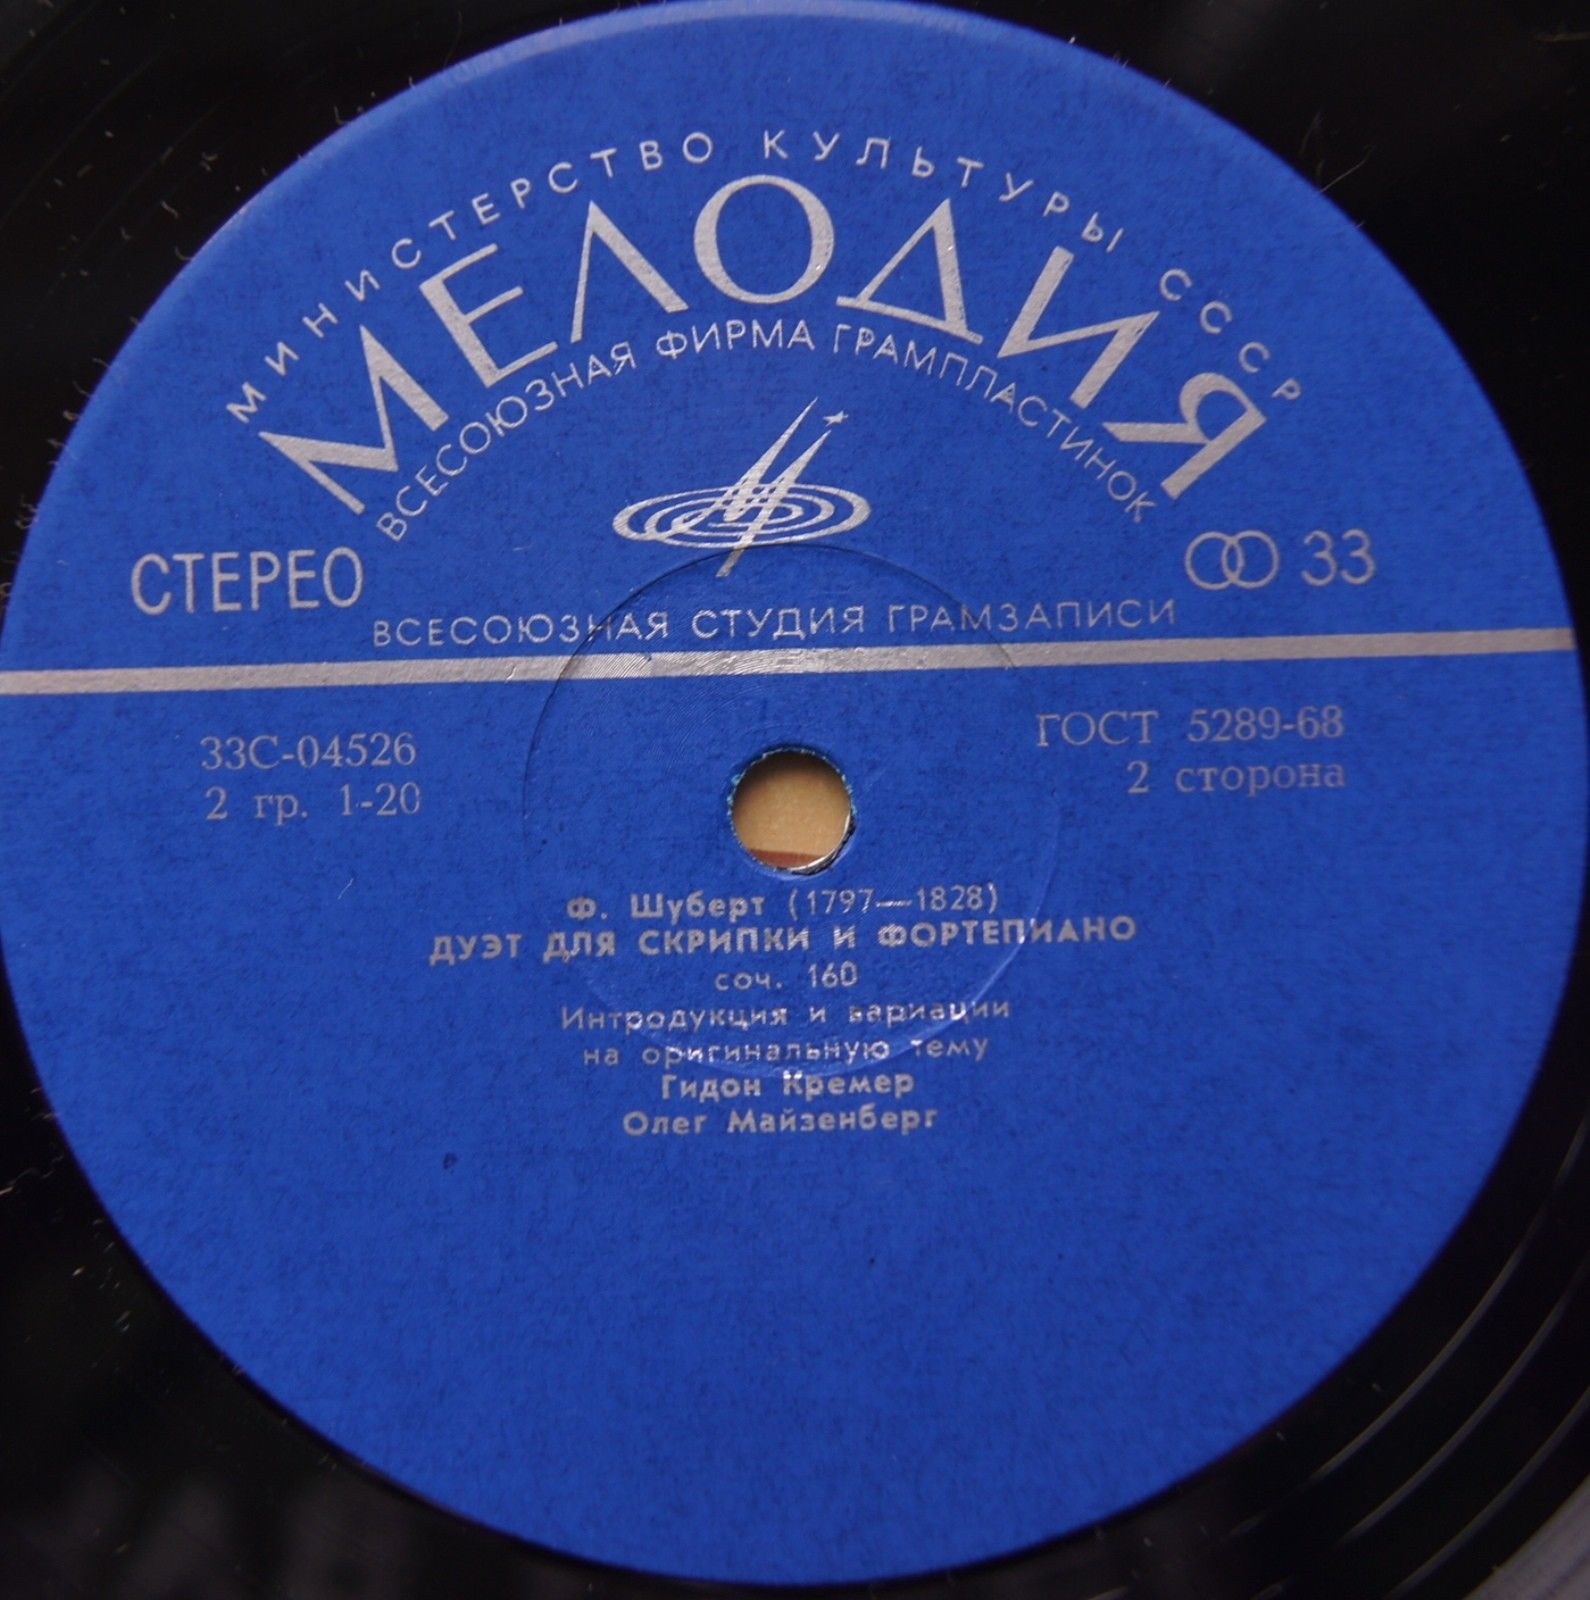 МИНИСТЕРСТВО КУЛЬТУРЫ СССР
МЕЛОДИЯ
ВСЕСОЮЗНАЯ ФИРМА ГРАМПЛАСТИНОК
СТЕРЕО
33
ВСЕСОЮЗНАЯ СТУДИЯ ГРАМЗАПИСИ
33С-04526
2 гр. 1-20
ГОСТ 5289-68
2 сторона
Ф. Шуберт (1797—1828)
ДУЭТ ДЛЯ СКРИПКИ И ФОРТЕПИАНО
соч. 160
Интродукция и вариации
на оригинальную тему
Гидон Кремер
Олег Майзенберг